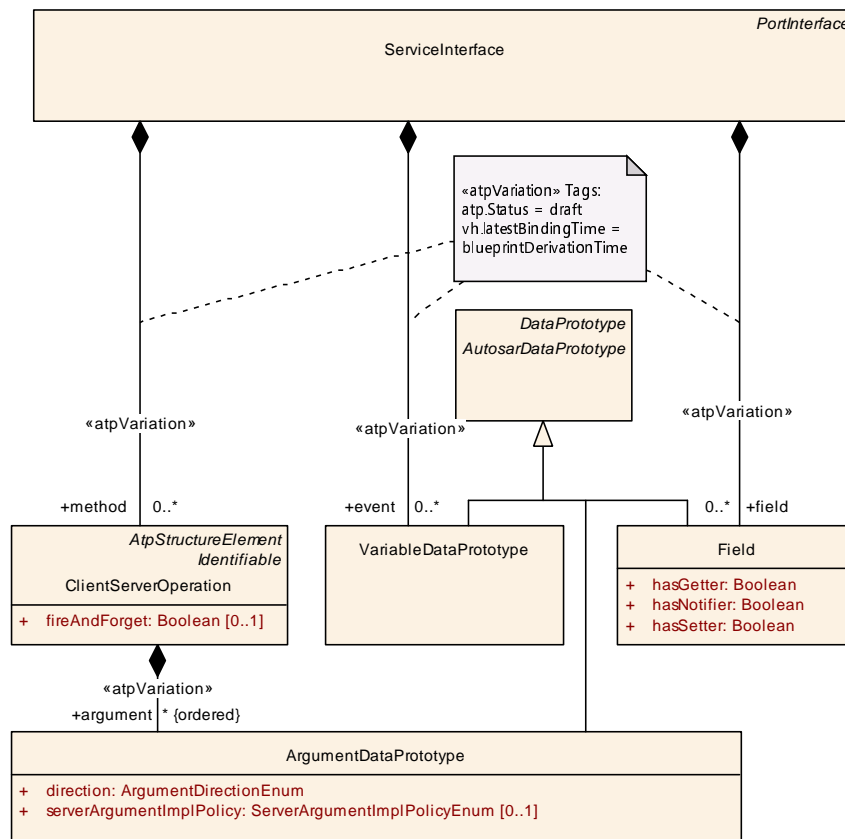 PortInterface
ServiceInterface
«atpVariation» Tags:
atp.Status = draft
vh.latestBindingTime =
blueprintDerivationTime
DataPrototype
AutosarDataPrototype
«atpVariation»
«atpVariation»
«atpVariation»
+method 0..*
+event 0..*
0..* +field
AtpStructureElement
Identifiable
ClientServerOperation
+ fireAndForget: Boolean [0..1]
VariableDataPrototype
Field
+ hasGetter: Boolean
+ hasNotifier: Boolean
+ hasSetter: Boolean
«atpVariation»
+argument * {ordered}
ArgumentDataPrototype
+ direction: ArgumentDirectionEnum
+ serverArgumentImplPolicy: ServerArgumentImplPolicyEnum [0..1]